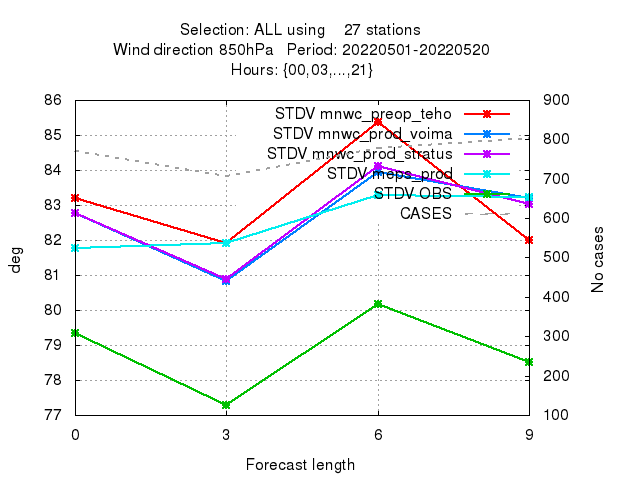 Selection: ALL using 27 stations
Wind direction 850hPa Period: 20220501-20220520
Hours: {00,03,...,21}
STDV mnwc_preop_teho
STDV mnwc_prod_voima
STDV mnwc_prod_stratus
STDV meps_prod
STDV OBS
CASES
86
85
84
83
82
81
80
79
78
77
deg
900
800
700
600
500
400
300
200
100
No cases
0 3 6 9
Forecast length